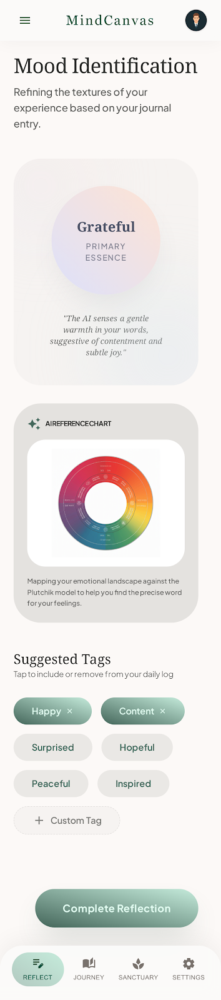 MindCanvas
Mood Identification
Refining the textures of your
experience based on your journal
entry.
Grateful
PRIMARY
ESSENCE
"The AI senses a gentle
warmth in your words,
suggestive of contentment and
subtle joy."
AI REFERENCE CHART
Mapping your emotional landscape against the
Plutchik model to help you find the precise word
for your feelings.
Suggested Tags
Tap to include or remove from your daily log
Happy ×
Content ×
Surprised
Hopeful
Peaceful
Inspired
+ Custom Tag
Complete Reflection
REFLECT
JOURNEY
SANCTUARY
SETTINGS